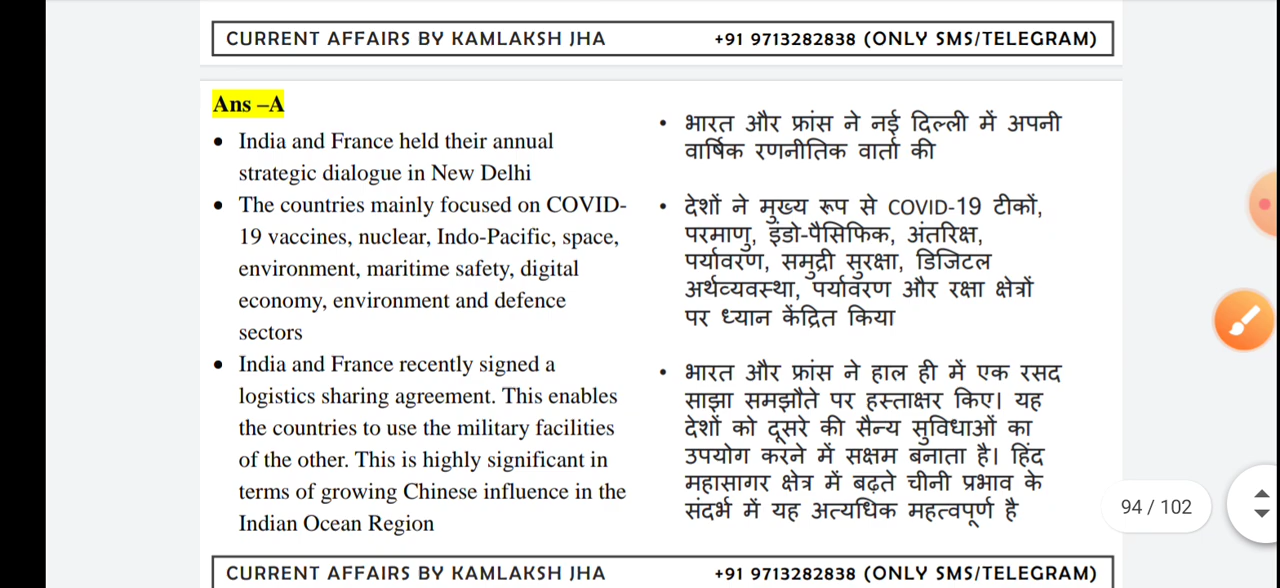 CURRENT AFFAIRS BY KAMLAKSH JHA +91 9713282838 (ONLY SMS/TELEGRAM)
Ans –A
• India and France held their annual
strategic dialogue in New Delhi
• The countries mainly focused on COVID-
19 vaccines, nuclear, Indo-Pacific, space,
environment, maritime safety, digital
economy, environment and defence
sectors
• India and France recently signed a
logistics sharing agreement. This enables
the countries to use the military facilities
of the other. This is highly significant in
terms of growing Chinese influence in the
Indian Ocean Region
• भारत और फ्रांस ने नई दिल्ली में अपनी
वार्षिक रणनीतिक वार्ता की
• देशों ने मुख्य रूप से COVID-19 टीकों,
परमाणु, इंडो-पैसिफिक, अंतरिक्ष,
पर्यावरण, समुद्री सुरक्षा, डिजिटल
अर्थव्यवस्था, पर्यावरण और रक्षा क्षेत्रों
पर ध्यान केंद्रित किया
• भारत और फ्रांस ने हाल ही में एक रसद
साझा समझौते पर हस्ताक्षर किए। यह
देशों को दूसरे की सैन्य सुविधाओं का
उपयोग करने में सक्षम बनाता है। हिंद
महासागर क्षेत्र में बढ़ते चीनी प्रभाव के
संदर्भ में यह अत्यधिक महत्वपूर्ण है
94 / 102
CURRENT AFFAIRS BY KAMLAKSH JHA +91 9713282838 (ONLY SMS/TELEGRAM)